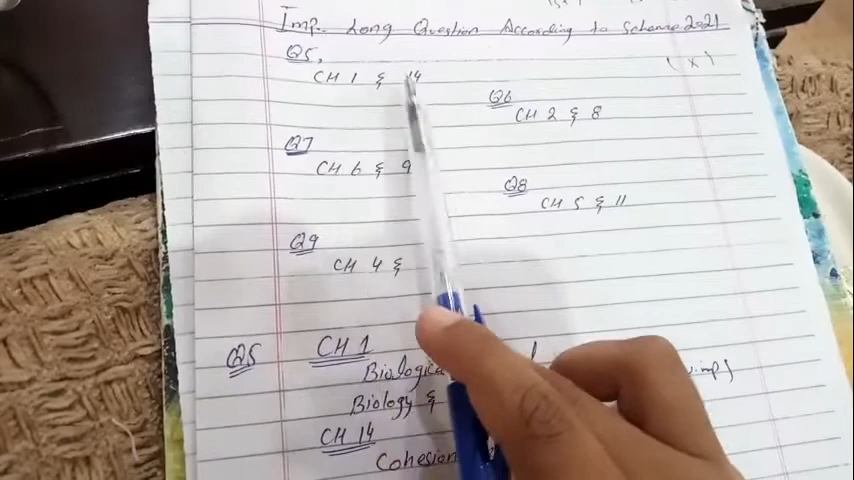 Imp. Long Question According to Scheme 2021
Q5,
CH 1 & 14
(x)
Q6
CH 2 & 8
Q7
CH 6 & 9
Q8
CH 5 & 11
Q9
CH 4 &
Q5 CH 1
Biologica
Biology &
CH 14
Cohesion